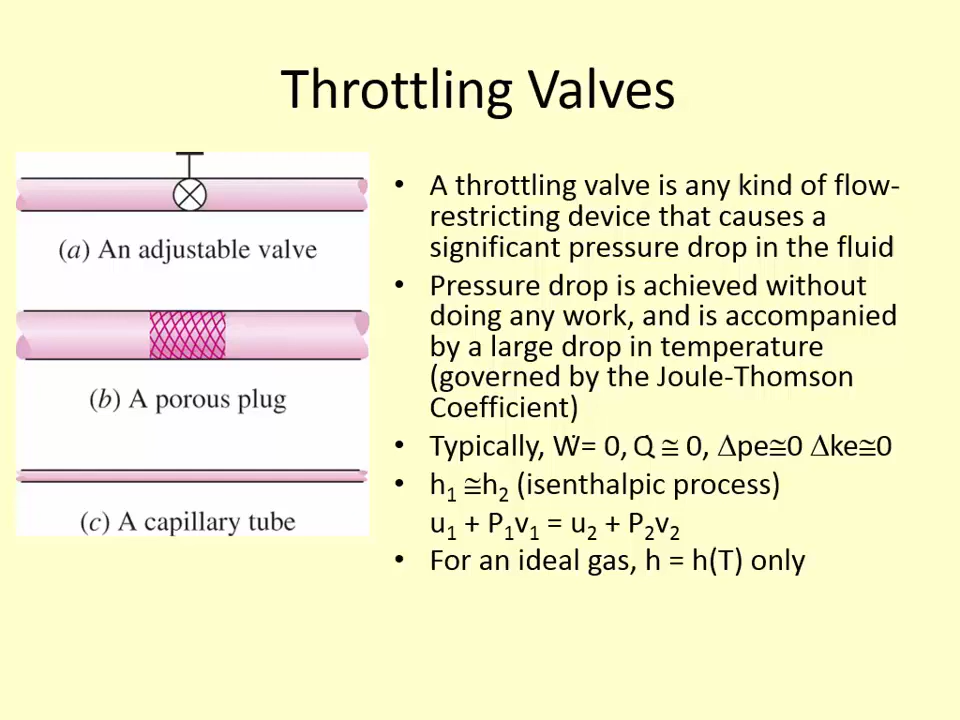 Throttling Valves
(a) An adjustable valve
(b) A porous plug
(c) A capillary tube
• A throttling valve is any kind of flow-
restricting device that causes a
significant pressure drop in the fluid
• Pressure drop is achieved without
doing any work, and is accompanied
by a large drop in temperature
(governed by the Joule-Thomson
Coefficient)
• Typically, Ẇ= 0, Q̇ ≅ 0, Δpe≅0 Δke≅0
• h₁ ≅h₂ (isenthalpic process)
u₁ + P₁v₁ = u₂ + P₂v₂
• For an ideal gas, h = h(T) only